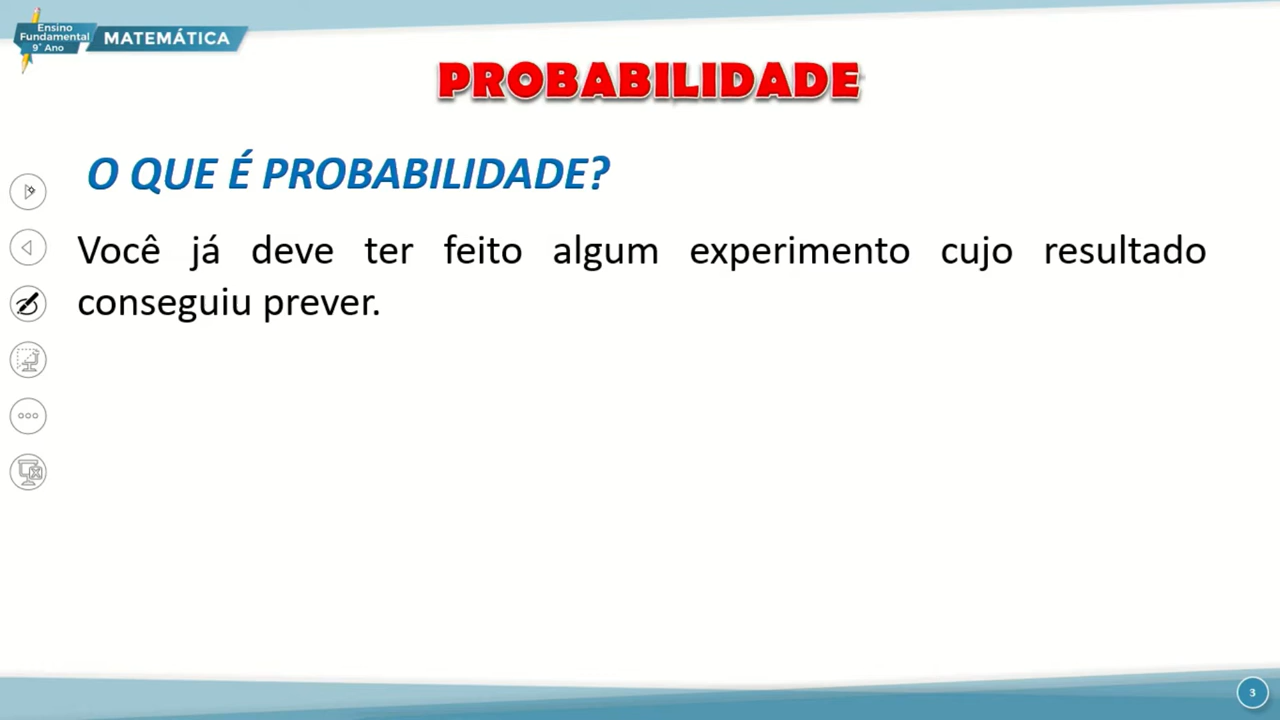 Ensino
Fundamental
9° Ano
MATEMÁTICA
PROBABILIDADE
O QUE É PROBABILIDADE?
Você já deve ter feito algum experimento cujo resultado
conseguiu prever.
3